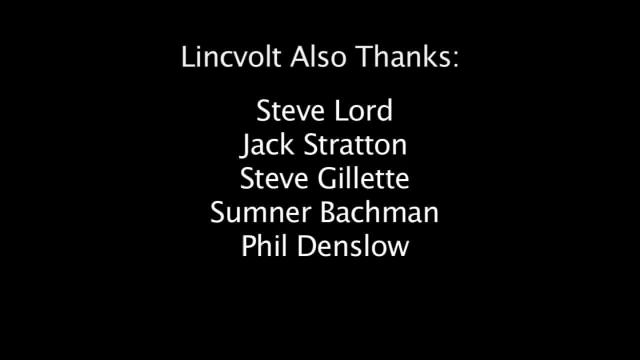 Lincvolt Also Thanks:
Steve Lord
Jack Stratton
Steve Gillette
Sumner Bachman
Phil Denslow